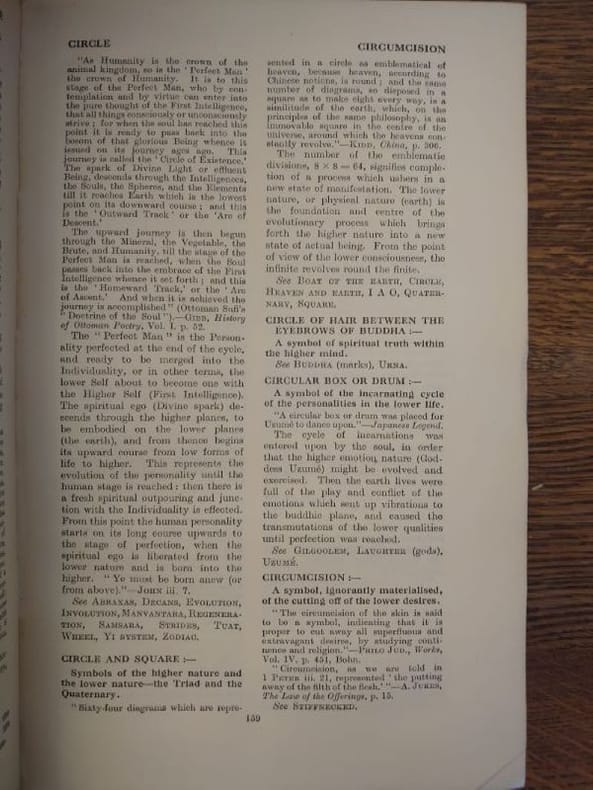 CIRCLE
"As Humanity is the crown of the
animal kingdom, so is the 'Perfect Man'
the crown of Humanity. It is to this
stage of the Perfect Man, who by con-
templation and by virtue can enter into
the pure thought of the First Intelligence,
that all things consciously or unconsciously
strive; for when the soul has reached this
point it is ready to pass back into the
bosom of that glorious Being whence it
issued on its journey ages ago. This
journey is called the 'Circle of Existence.'
The spark of Divine Light or effluent
Being, descends through the Intelligences,
the Souls, the Spheres, and the Elements
till it reaches Earth which is the lowest
point on its downward course; and this
is the 'Outward Track' or the 'Arc of
Descent.'
The upward journey is then begun
through the Mineral, the Vegetable, the
Brute, and Humanity, till the stage of the
Perfect Man is reached, when the Soul
passes back into the embrace of the First
Intelligence whence it set forth; and this
is the 'Homeward Track,' or the 'Arc
of Ascent.' And when it is achieved the
journey is accomplished" (Ottoman Sufi's
"Doctrine of the Soul").—GIBB, History
of Ottoman Poetry, Vol. I. p. 52.
The "Perfect Man" is the Person-
ality perfected at the end of the cycle,
and ready to be merged into the
Individuality, or in other terms, the
lower Self about to become one with
the Higher Self (First Intelligence).
The spiritual ego (Divine spark) de-
scends through the higher planes, to
be embodied on the lower planes
(the earth), and from thence begins
its upward course from low forms of
life to higher. This represents the
evolution of the personality until the
human stage is reached: then there is
a fresh spiritual outpouring and junc-
tion with the Individuality is effected.
From this point the human personality
starts on its long course upwards to
the stage of perfection, when the
spiritual ego is liberated from the
lower nature and is born into the
higher. "Ye must be born anew (or
from above)."—JOHN iii. 7.
See ABRAXAS, DECANS, EVOLUTION,
INVOLUTION, MANVANTARA, REGENERA-
TION, SAMSARA, STRIDES, TUAT,
WHEEL, YI SYSTEM, ZODIAC.
CIRCLE AND SQUARE :—
Symbols of the higher nature and
the lower nature—the Triad and the
Quaternary.
"Sixty-four diagrams which are repre-
CIRCUMCISION
sented in a circle as emblematical of
heaven, because heaven, according to
Chinese notions, is round; and the same
number of diagrams, so disposed in a
square as to make eight every way, is a
similitude of the earth, which, on the
principles of the same philosophy, is an
immovable square in the centre of the
universe, around which the heavens con-
stantly revolve."—KIDD, China, p. 306.
The number of the emblematic
divisions, 8 × 8 = 64, signifies comple-
tion of a process which ushers in a
new state of manifestation. The lower
nature, or physical nature (earth) is
the foundation and centre of the
evolutionary process which brings
forth the higher nature into a new
state of actual being. From the point
of view of the lower consciousness, the
infinite revolves round the finite.
See BOAT OF THE EARTH, CIRCLE,
HEAVEN AND EARTH, I A O, QUATER-
NARY, SQUARE.
CIRCLE OF HAIR BETWEEN THE
EYEBROWS OF BUDDHA :—
A symbol of spiritual truth within
the higher mind.
See BUDDHA (marks), URNA.
CIRCULAR BOX OR DRUM :—
A symbol of the incarnating cycle
of the personalities in the lower life.
"A circular box or drum was placed for
Uzumé to dance upon."—Japanese Legend.
The cycle of incarnations was
entered upon by the soul, in order
that the higher emotion nature (God-
dess Uzumé) might be evolved and
exercised. Then the earth lives were
full of the play and conflict of the
emotions which sent up vibrations to
the buddhic plane, and caused the
transmutations of the lower qualities
until perfection was reached.
See GILGOOLEM, LAUGHTER (gods),
UZUMÉ.
CIRCUMCISION :—
A symbol, ignorantly materialised,
of the cutting off of the lower desires.
"The circumcision of the skin is said
to be a symbol, indicating that it is
proper to cut away all superfluous and
extravagant desires, by studying conti-
nence and religion."—PHILO JUD., Works,
Vol. IV. p. 451, Bohn.
"Circumcision, as we are told in
1 PETER iii. 21, represented 'the putting
away of the filth of the flesh.'"—A. JUKES,
The Law of the Offerings, p. 15.
See STIFFNECKED.
159